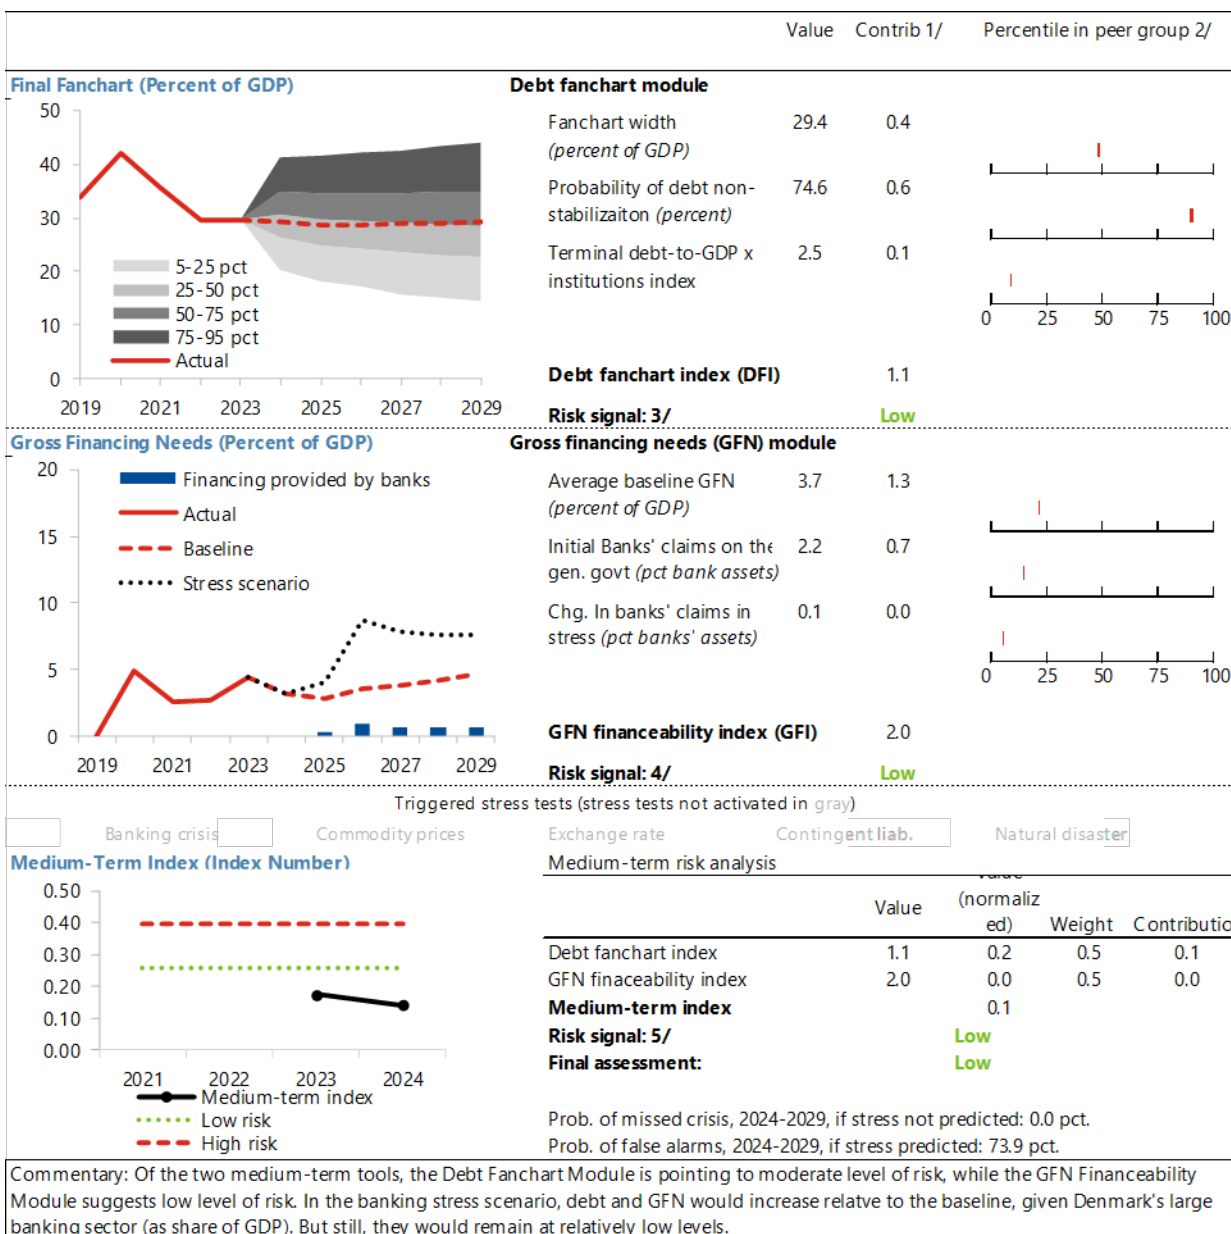 Value Contrib 1/ Percentile in peer group 2/
Final Fanchart (Percent of GDP)
50
40
30
20
10
0
5-25 pct
25-50 pct
50-75 pct
75-95 pct
Actual
2019 2021 2023 2025 2027 2029
Debt fanchart module
Fanchart width 29.4 0.4
(percent of GDP)
Probability of debt non- 74.6 0.6
stabilizaiton (percent)
Terminal debt-to-GDP x 2.5 0.1
institutions index
0 25 50 75 100
Debt fanchart index (DFI) 1.1
Risk signal: 3/ Low
Gross Financing Needs (Percent of GDP)
20
15
10
5
0
Financing provided by banks
Actual
Baseline
Stress scenario
2019 2021 2023 2025 2027 2029
Gross financing needs (GFN) module
Average baseline GFN 3.7 1.3
(percent of GDP)
Initial Banks' claims on the 2.2 0.7
gen. govt (pct bank assets)
Chg. In banks' claims in 0.1 0.0
stress (pct banks' assets)
0 25 50 75 100
GFN financeability index (GFI) 2.0
Risk signal: 4/ Low
Triggered stress tests (stress tests not activated in gray)
Banking crisis Commodity prices Exchange rate Contingent liab. Natural disaster
Medium-Term Index (Index Number)
0.50
0.40
0.30
0.20
0.10
0.00
2021 2022 2023 2024
Medium-term index
Low risk
High risk
Medium-term risk analysis
Value
Value (normaliz ed)
Weight
Contributio
Debt fanchart index 1.1 0.2 0.5 0.1
GFN finaceability index 2.0 0.0 0.5 0.0
Medium-term index 0.1
Risk signal: 5/ Low
Final assessment: Low
Prob. of missed crisis, 2024-2029, if stress not predicted: 0.0 pct.
Prob. of false alarms, 2024-2029, if stress predicted: 73.9 pct.
Commentary: Of the two medium-term tools, the Debt Fanchart Module is pointing to moderate level of risk, while the GFN Financeability
Module suggests low level of risk. In the banking stress scenario, debt and GFN would increase relatve to the baseline, given Denmark's large
banking sector (as share of GDP). But still, they would remain at relatively low levels.